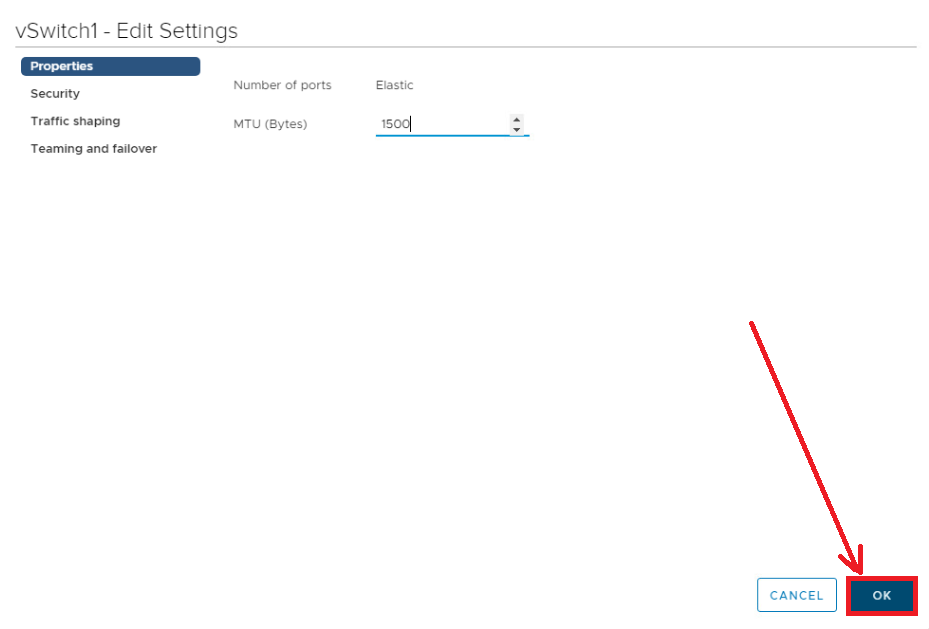 vSwitch1 - Edit Settings
Properties
Security
Traffic shaping
Teaming and failover
Number of ports Elastic
MTU (Bytes) 1500
CANCEL OK